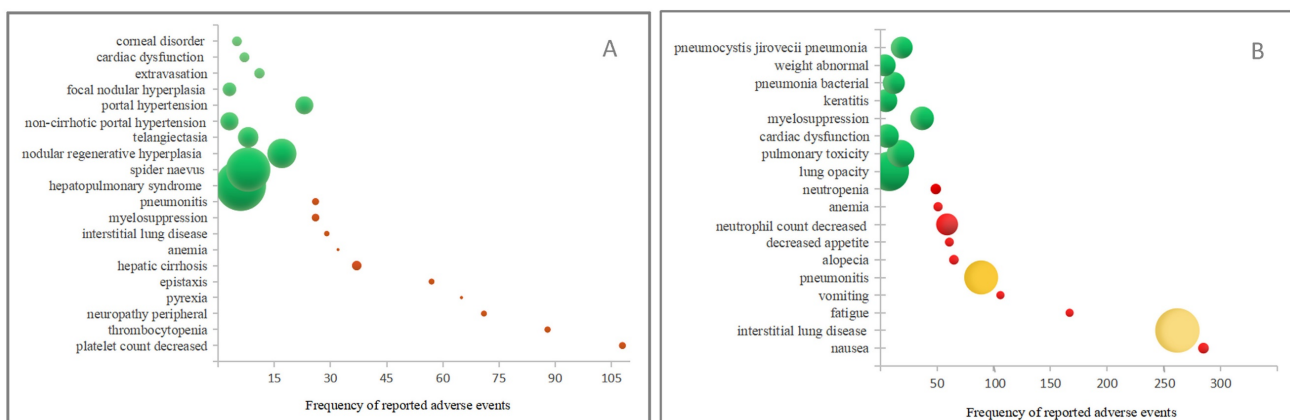 A
corneal disorder
cardiac dysfunction
extravasation
focal nodular hyperplasia
portal hypertension
non-cirrhotic portal hypertension
telangiectasia
nodular regenerative hyperplasia
spider naevus
hepatopulmonary syndrome
pneumonitis
myelosuppression
interstitial lung disease
anemia
hepatic cirrhosis
epistaxis
pyrexia
neuropathy peripheral
thrombocytopenia
platelet count decreased
15 30 45 60 75 90 105
Frequency of reported adverse events
B
pneumocystis jirovecii pneumonia
weight abnormal
pneumonia bacterial
keratitis
myelosuppression
cardiac dysfunction
pulmonary toxicity
lung opacity
neutropenia
anemia
neutrophil count decreased
decreased appetite
alopecia
pneumonitis
vomiting
fatigue
interstitial lung disease
nausea
50 100 150 200 250 300
Frequency of reported adverse events